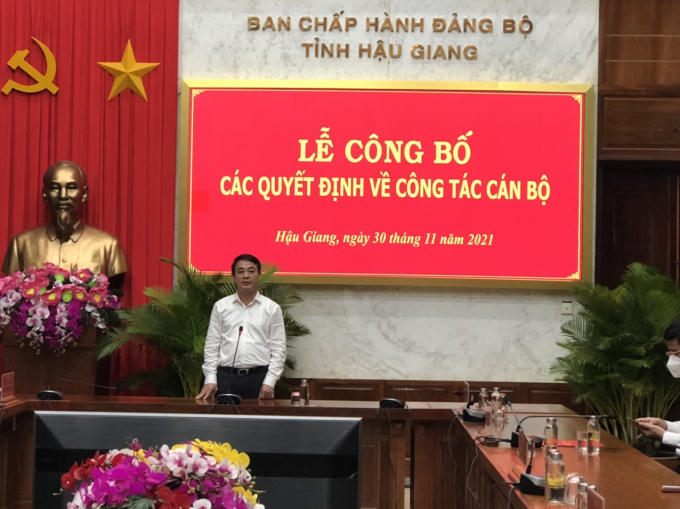 BAN CHẤP HÀNH ĐẢNG BỘ
TỈNH HẬU GIANG
LỄ CÔNG BỐ
CÁC QUYẾT ĐỊNH VỀ CÔNG TÁC CÁN BỘ
Hậu Giang, ngày 30 tháng 11 năm 2021